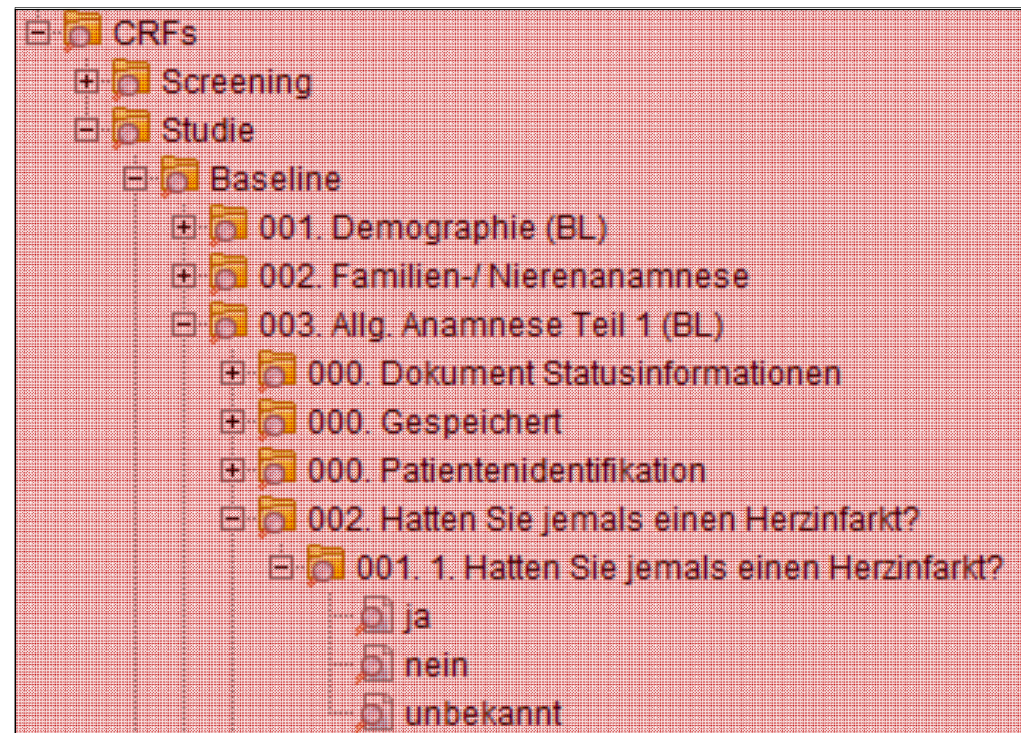 CRFs
Screening
Studie
Baseline
001. Demographie (BL)
002. Familien-/ Nierenanamnese
003. Allg. Anamnese Teil 1 (BL)
000. Dokument Statusinformationen
000. Gespeichert
000. Patientenidentifikation
002. Hatten Sie jemals einen Herzinfarkt?
001. 1. Hatten Sie jemals einen Herzinfarkt?
ja
nein
unbekannt